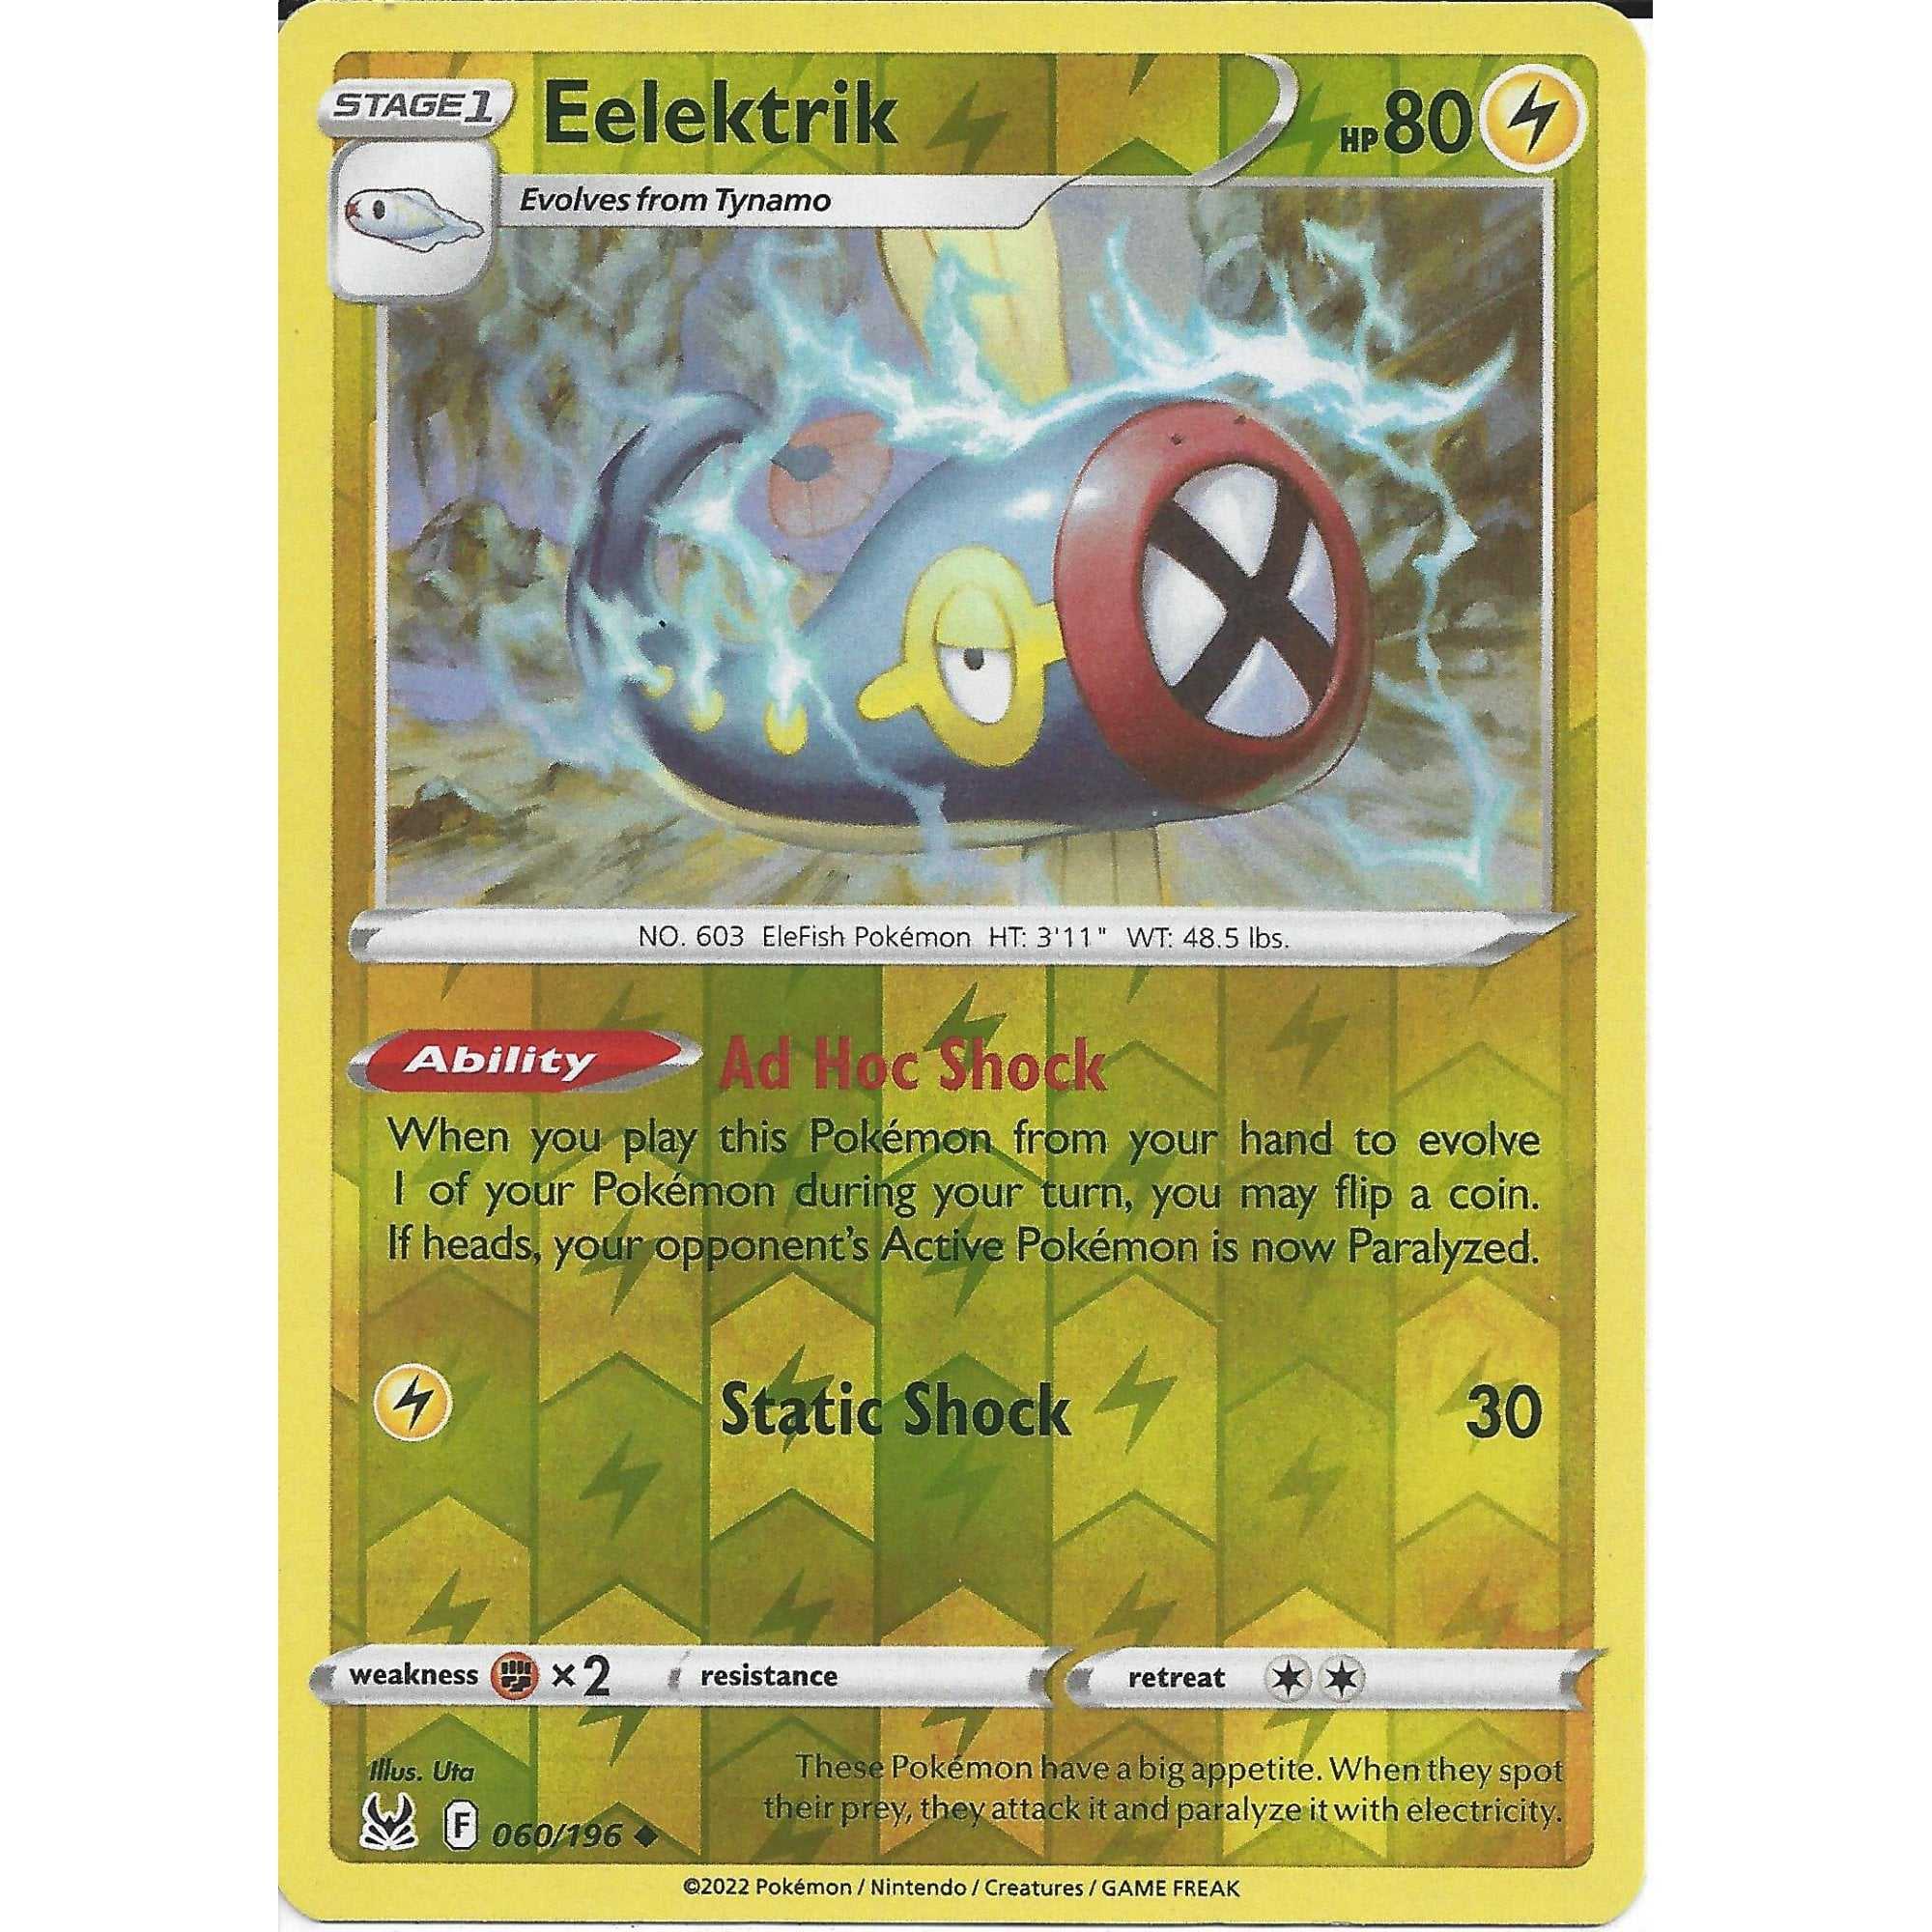 STAGE 1
Eelektrik
HP 80
Evolves from Tynamo
NO. 603 EleFish Pokémon HT: 3'11" WT: 48.5 lbs.
Ability Ad Hoc Shock
When you play this Pokémon from your hand to evolve
1 of your Pokémon during your turn, you may flip a coin.
If heads, your opponent's Active Pokémon is now Paralyzed.
Static Shock 30
weakness ×2 resistance retreat
Illus. Uta
These Pokémon have a big appetite. When they spot
their prey, they attack it and paralyze it with electricity.
F 060/196
©2022 Pokémon / Nintendo / Creatures / GAME FREAK